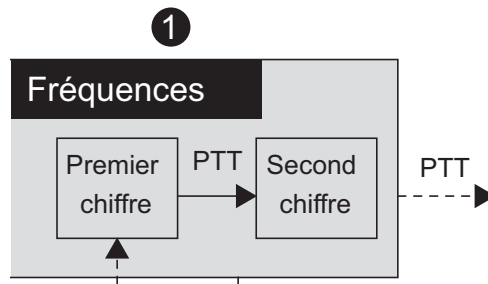 1
Fréquences
Premier
chiffre
PTT
Second
chiffre
PTT